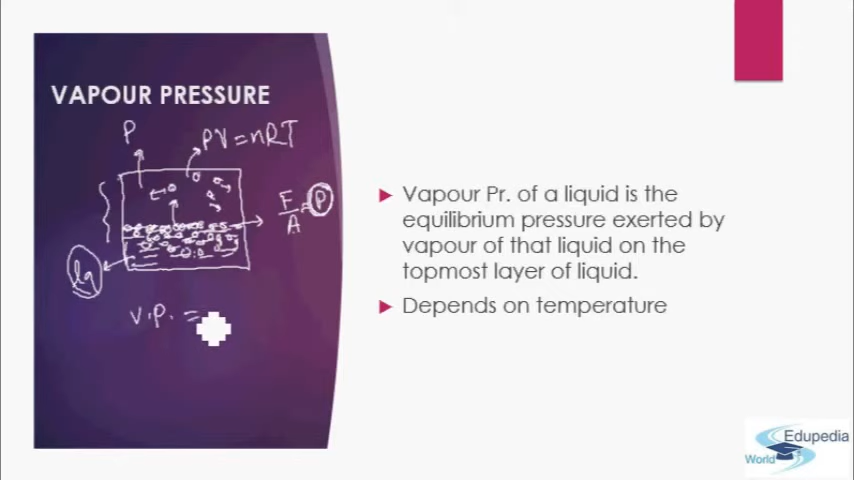 VAPOUR PRESSURE
P
PV = nRT
F/A = P
lq
V.P. =
Vapour Pr. of a liquid is the
equilibrium pressure exerted by
vapour of that liquid on the
topmost layer of liquid.
Depends on temperature
Edupedia
World